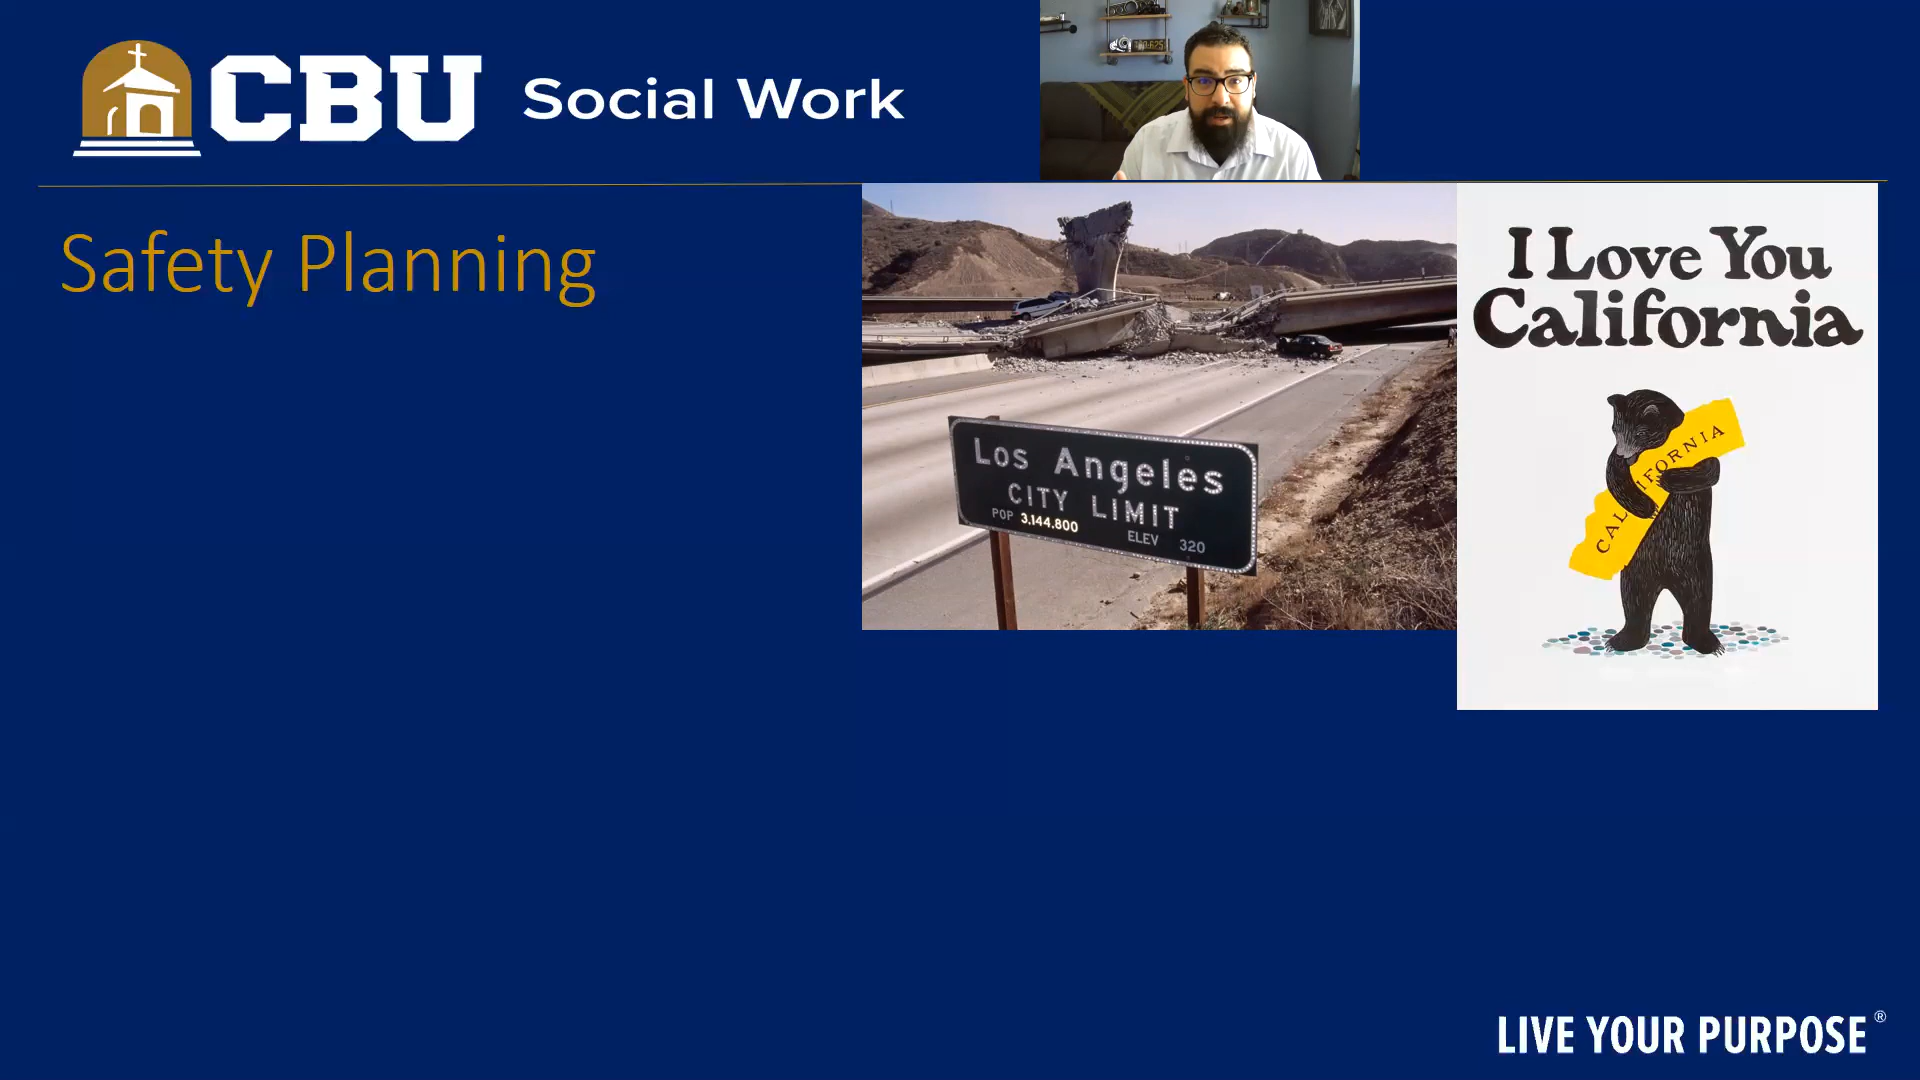 CBU Social Work
Safety Planning
Los Angeles
CITY LIMIT
POP 3,144,800
ELEV 320
I Love You
California
CALIFORNIA
LIVE YOUR PURPOSE®